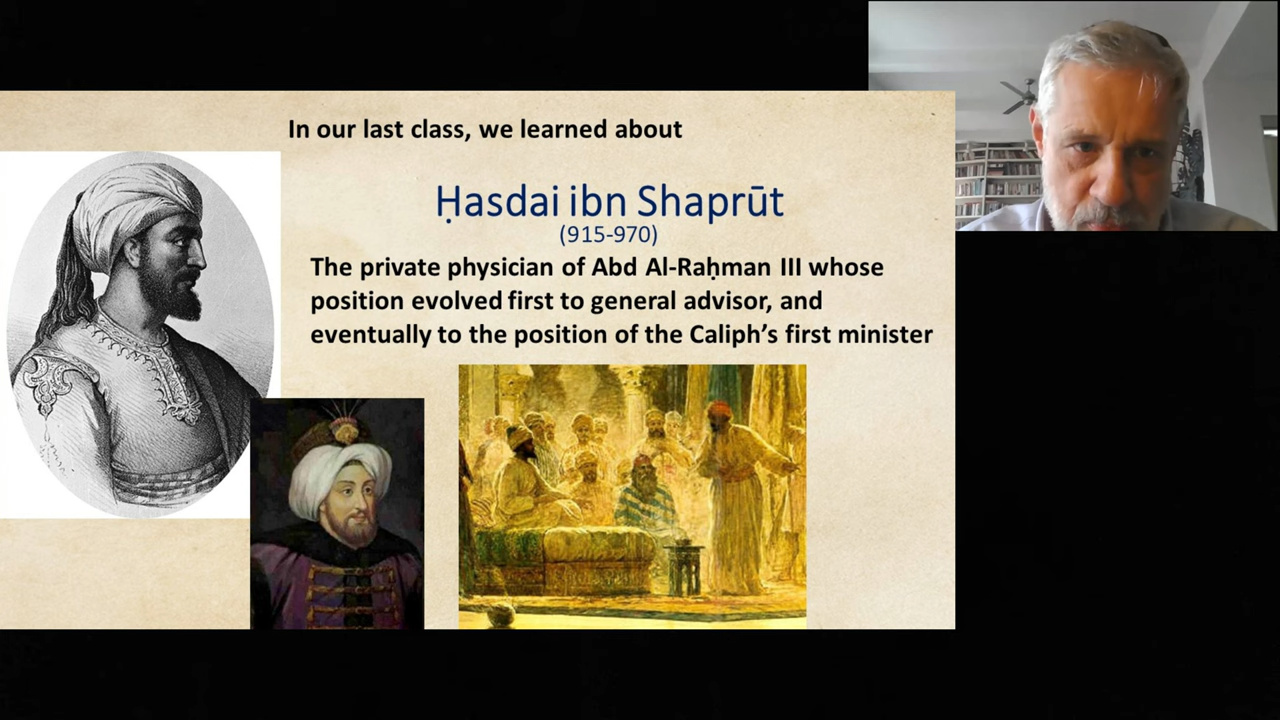 In our last class, we learned about
Ḥasdai ibn Shaprūt
(915-970)
The private physician of Abd Al-Raḥman III whose
position evolved first to general advisor, and
eventually to the position of the Caliph’s first minister